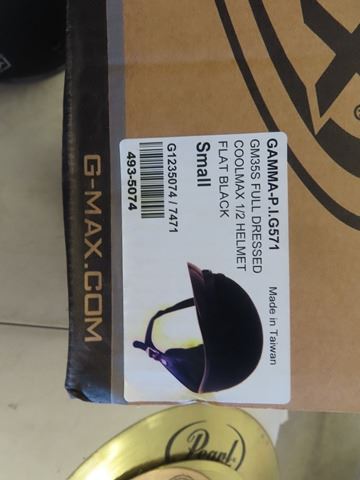 GAMMA-P.I.G571
Made in Taiwan
GM35S FULL DRESSED
COOLMAX 1/2 HELMET
FLAT BLACK
Small
G1235074 / 7471
493-5074
G-MAX.COM
Pearl